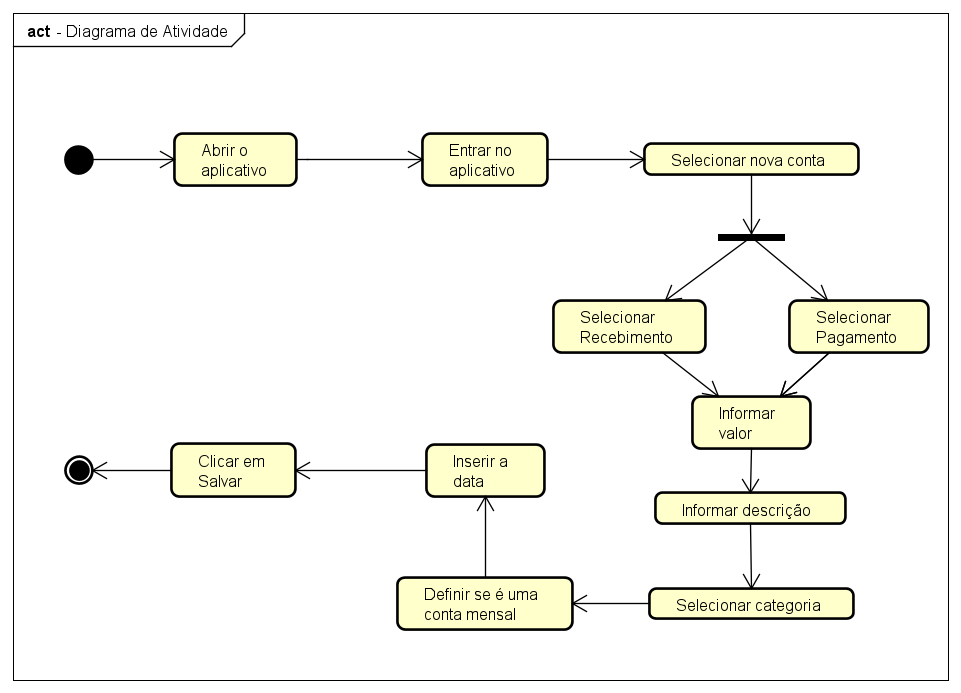 act - Diagrama de Atividade
Abrir o
aplicativo
Entrar no
aplicativo
Selecionar nova conta
Selecionar
Recebimento
Selecionar
Pagamento
Informar
valor
Informar descrição
Selecionar categoria
Definir se é uma
conta mensal
Inserir a
data
Clicar em
Salvar